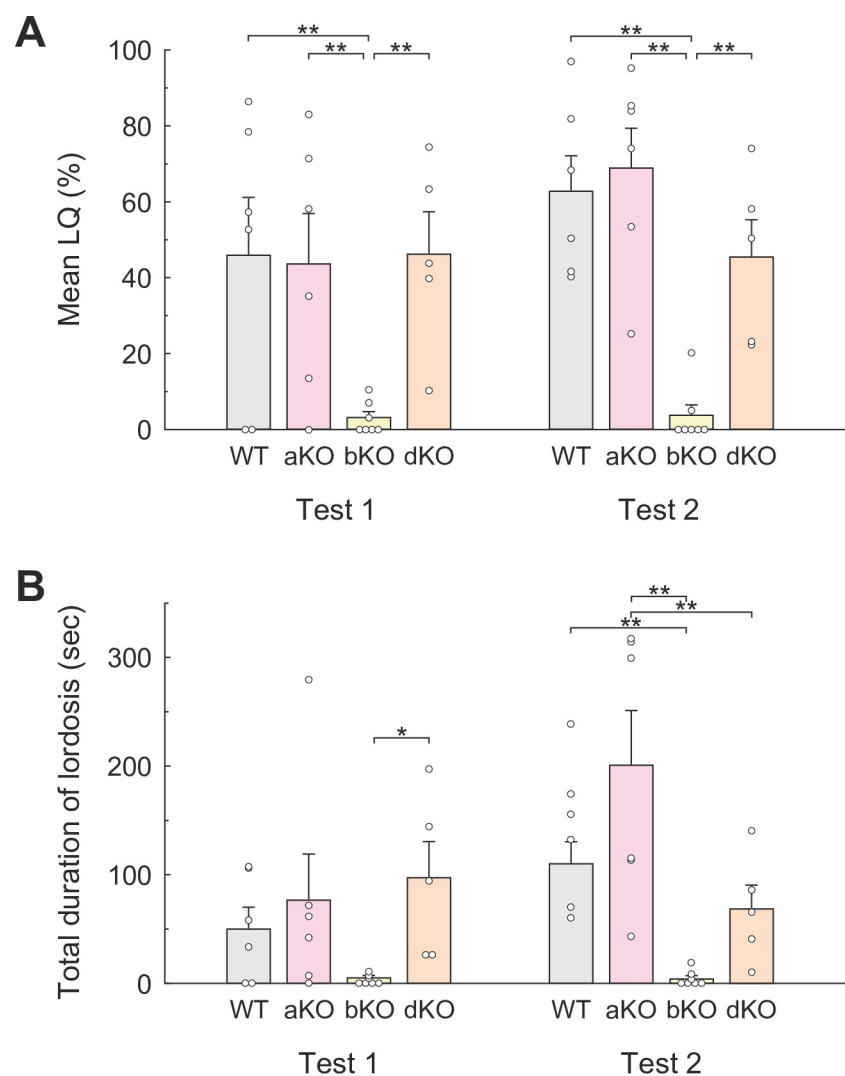 A
Mean LQ (%)
100
80
60
40
20
0
** ** **
** ** **
WT aKO bKO dKO WT aKO bKO dKO
Test 1 Test 2
B
Total duration of lordosis (sec)
300
200
100
0
*
**
**
**
WT aKO bKO dKO WT aKO bKO dKO
Test 1 Test 2